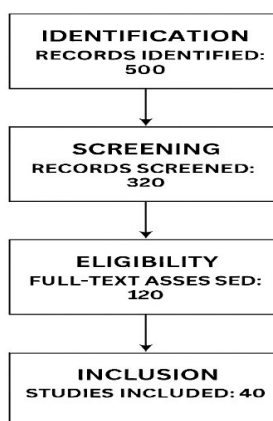 IDENTIFICATION
RECORDS IDENTIFIED:
500
SCREENING
RECORDS SCREENED:
320
ELIGIBILITY
FULL-TEXT ASSES SED:
120
INCLUSION
STUDIES INCLUDED: 40